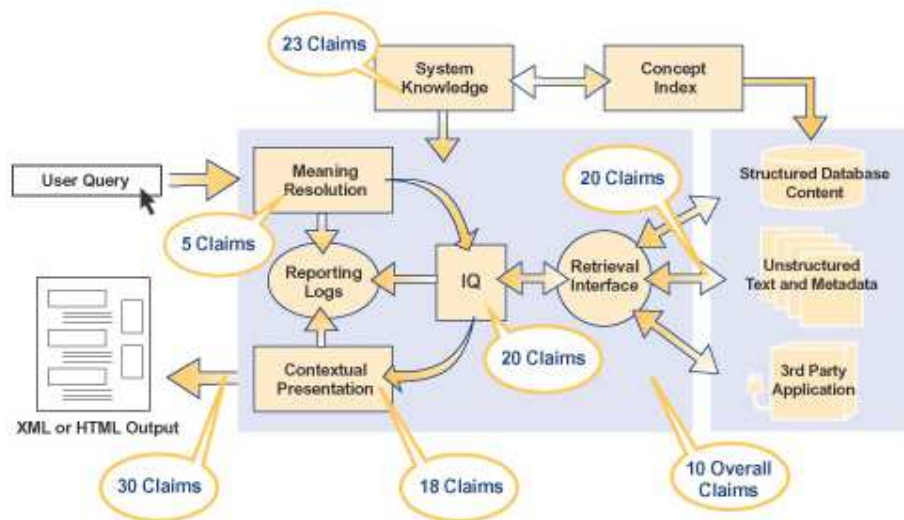 23 Claims
System
Knowledge
Concept
Index
User Query
Meaning
Resolution
20 Claims
Structured Database
Content
5 Claims
Reporting
Logs
IQ
Retrieval
Interface
Unstructured
Text and Metadata
20 Claims
Contextual
Presentation
3rd Party
Application
XML or HTML Output
30 Claims
18 Claims
10 Overall
Claims